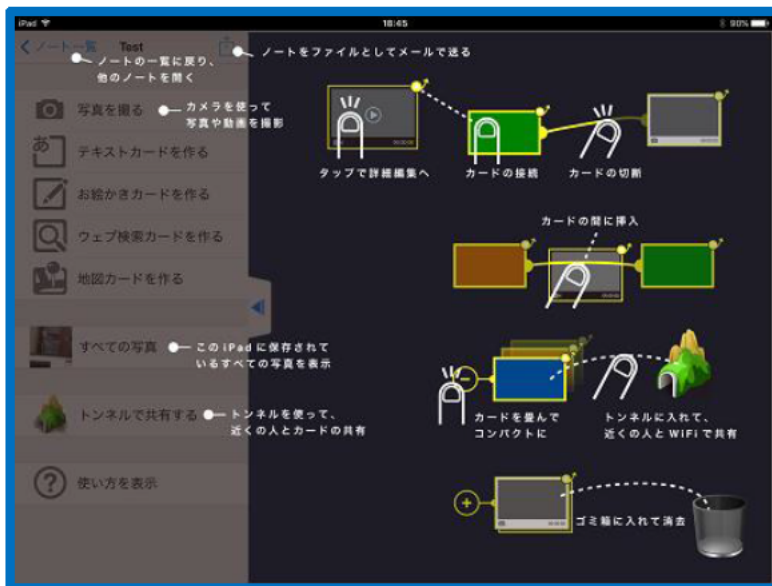 iPad
18:45
90%
ノート一覧
Test
ノートをファイルとしてメールで送る
ノートの一覧に戻り、
他のノートを開く
写真を撮る
カメラを使って
写真や動画を撮影
テキストカードを作る
あ
お絵かきカードを作る
ウェブ検索カードを作る
地図カードを作る
すべての写真
このiPadに保存されて
いるすべての写真を表示
トンネルで共有する
トンネルを使って、
近くの人とカードの共有
使い方を表示
タップで詳細編集へ
カードの接続
カードの切断
カードの間に挿入
カードを畳んで
コンパクトに
トンネルに入れて、
近くの人とWiFiで共有
ゴミ箱に入れて消去